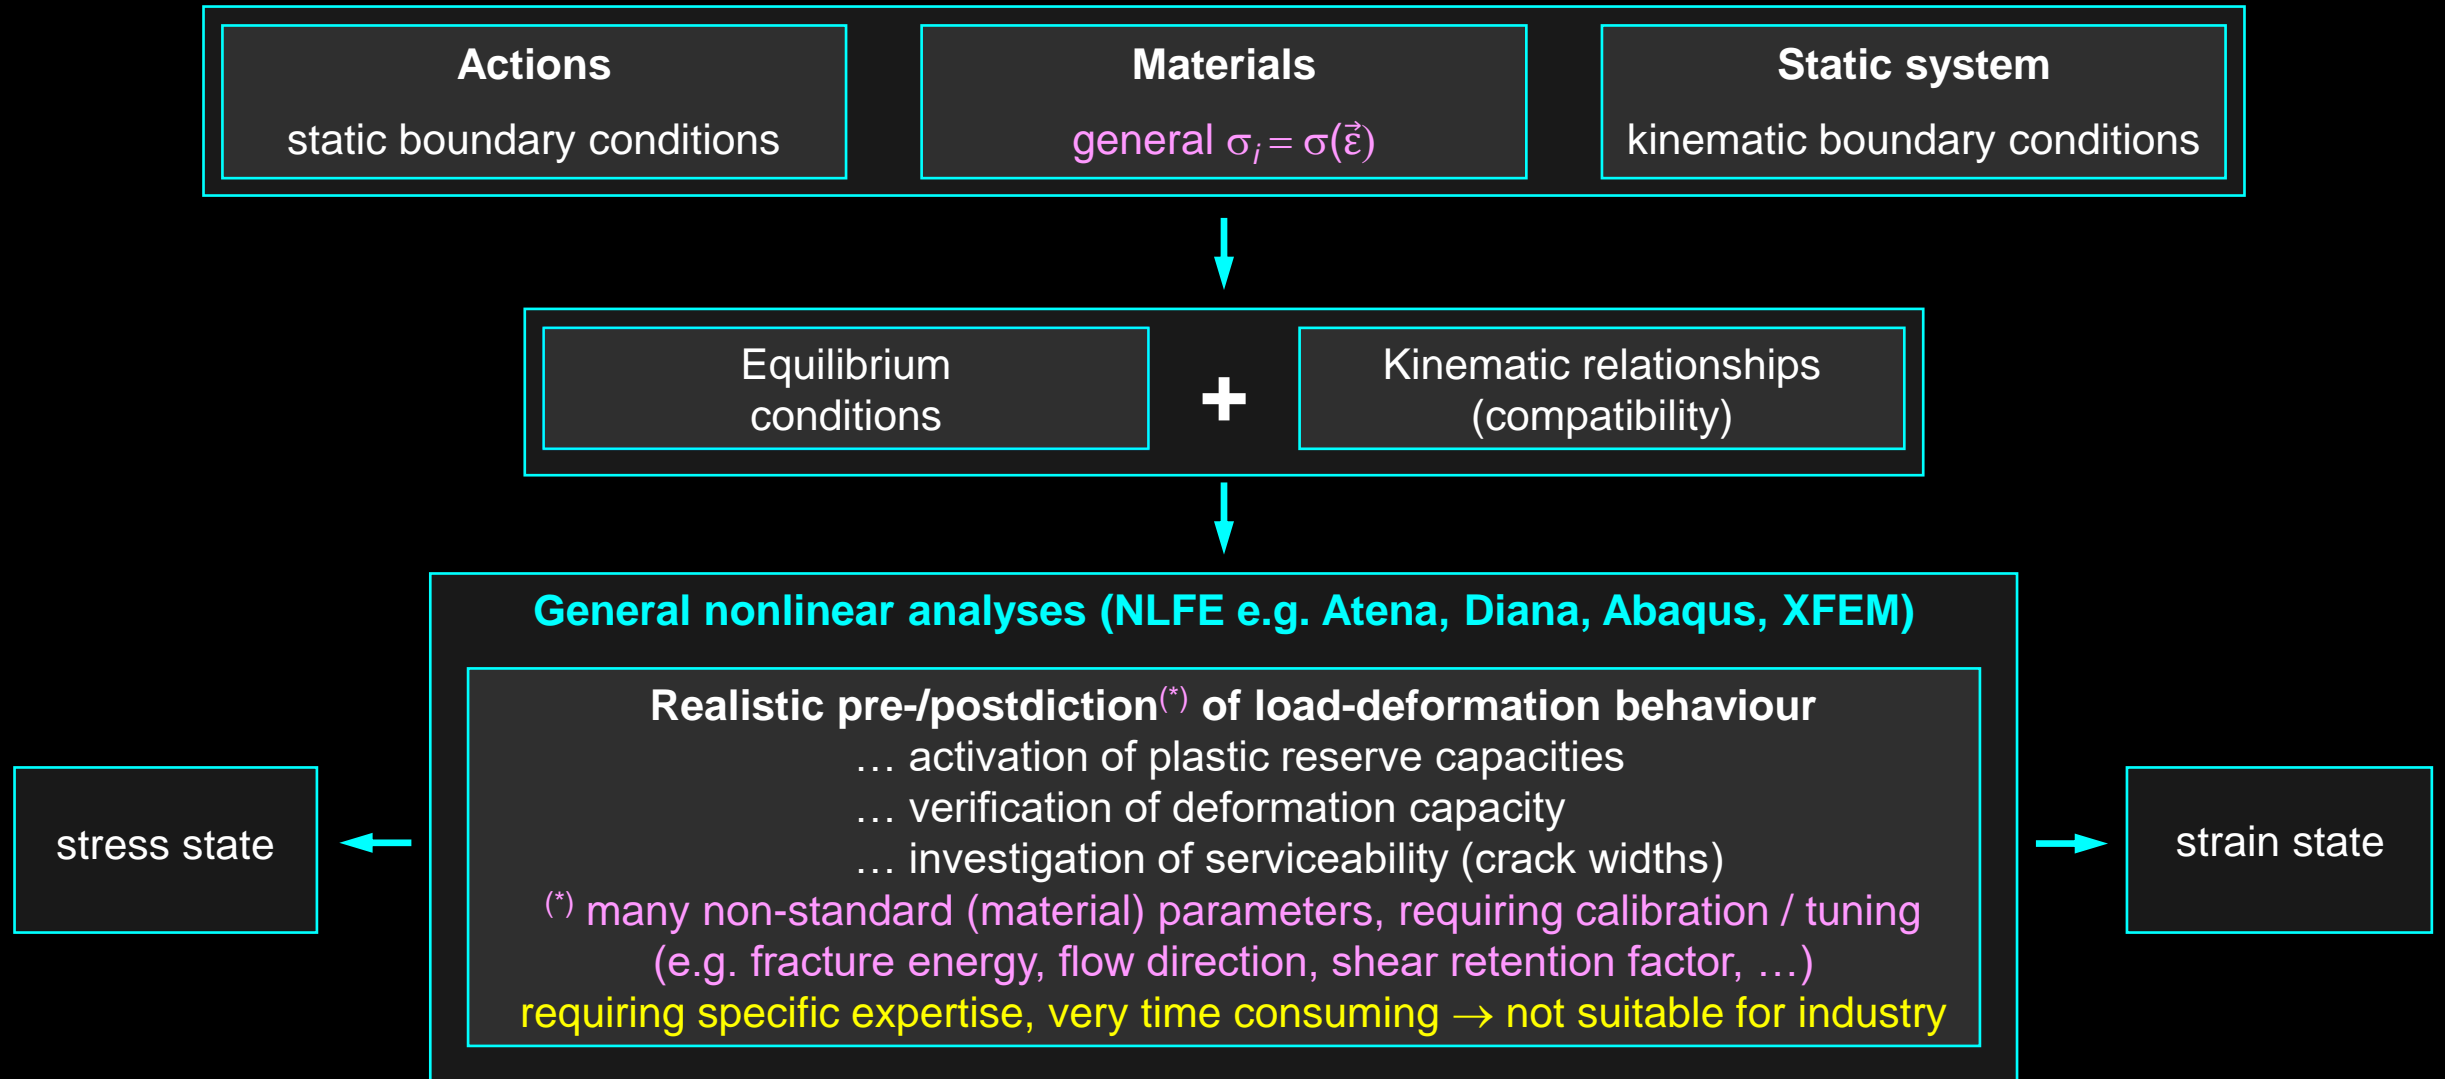 Actions
static boundary conditions
Materials
general σi = σ(ε⃗)
Static system
kinematic boundary conditions
Equilibrium
conditions
+
Kinematic relationships
(compatibility)
General nonlinear analyses (NLFE e.g. Atena, Diana, Abaqus, XFEM)
Realistic pre-/postdiction(*) of load-deformation behaviour
… activation of plastic reserve capacities
… verification of deformation capacity
… investigation of serviceability (crack widths)
(*) many non-standard (material) parameters, requiring calibration / tuning
(e.g. fracture energy, flow direction, shear retention factor, …)
requiring specific expertise, very time consuming → not suitable for industry
stress state
strain state